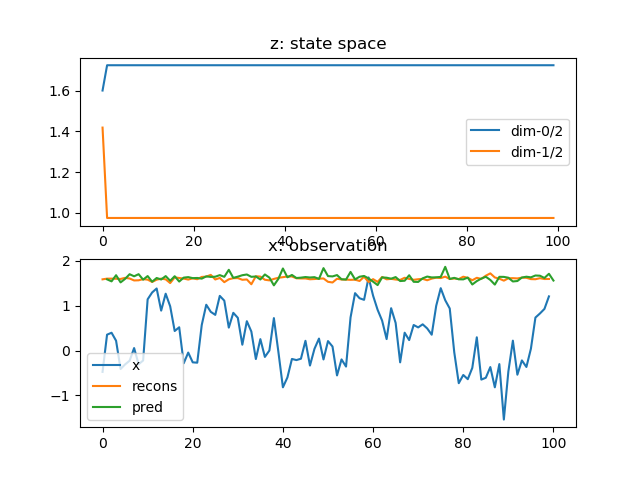 z: state space
1.6
1.4
1.2
1.0
dim-0/2
dim-1/2
0 20 40 60 80 100
x: observation
2
1
0
−1
x
recons
pred
0 20 40 60 80 100